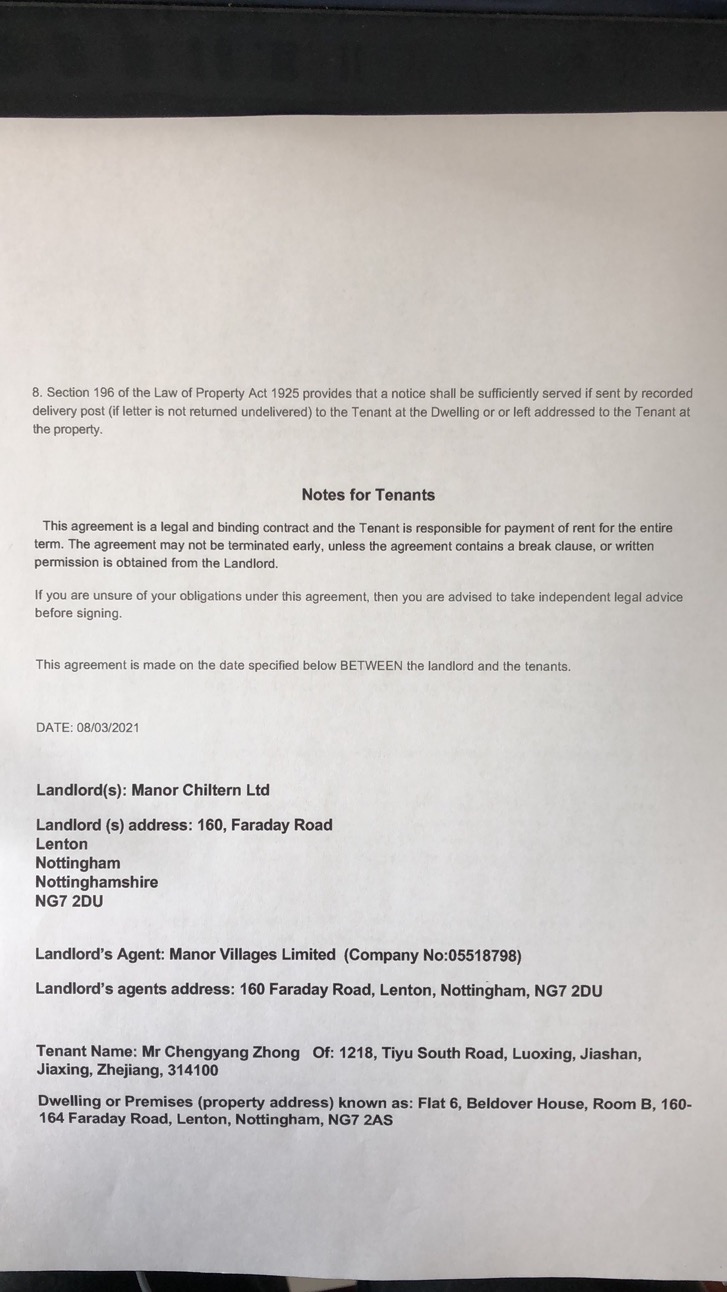 8. Section 196 of the Law of Property Act 1925 provides that a notice shall be sufficiently served if sent by recorded
delivery post (if letter is not returned undelivered) to the Tenant at the Dwelling or or left addressed to the Tenant at
the property.
Notes for Tenants
This agreement is a legal and binding contract and the Tenant is responsible for payment of rent for the entire
term. The agreement may not be terminated early, unless the agreement contains a break clause, or written
permission is obtained from the Landlord.
If you are unsure of your obligations under this agreement, then you are advised to take independent legal advice
before signing.
This agreement is made on the date specified below BETWEEN the landlord and the tenants.
DATE: 08/03/2021
Landlord(s): Manor Chiltern Ltd
Landlord (s) address: 160, Faraday Road
Lenton
Nottingham
Nottinghamshire
NG7 2DU
Landlord's Agent: Manor Villages Limited (Company No:05518798)
Landlord's agents address: 160 Faraday Road, Lenton, Nottingham, NG7 2DU
Tenant Name: Mr Chengyang Zhong Of: 1218, Tiyu South Road, Luoxing, Jiashan,
Jiaxing, Zhejiang, 314100
Dwelling or Premises (property address) known as: Flat 6, Beldover House, Room B, 160-
164 Faraday Road, Lenton, Nottingham, NG7 2AS